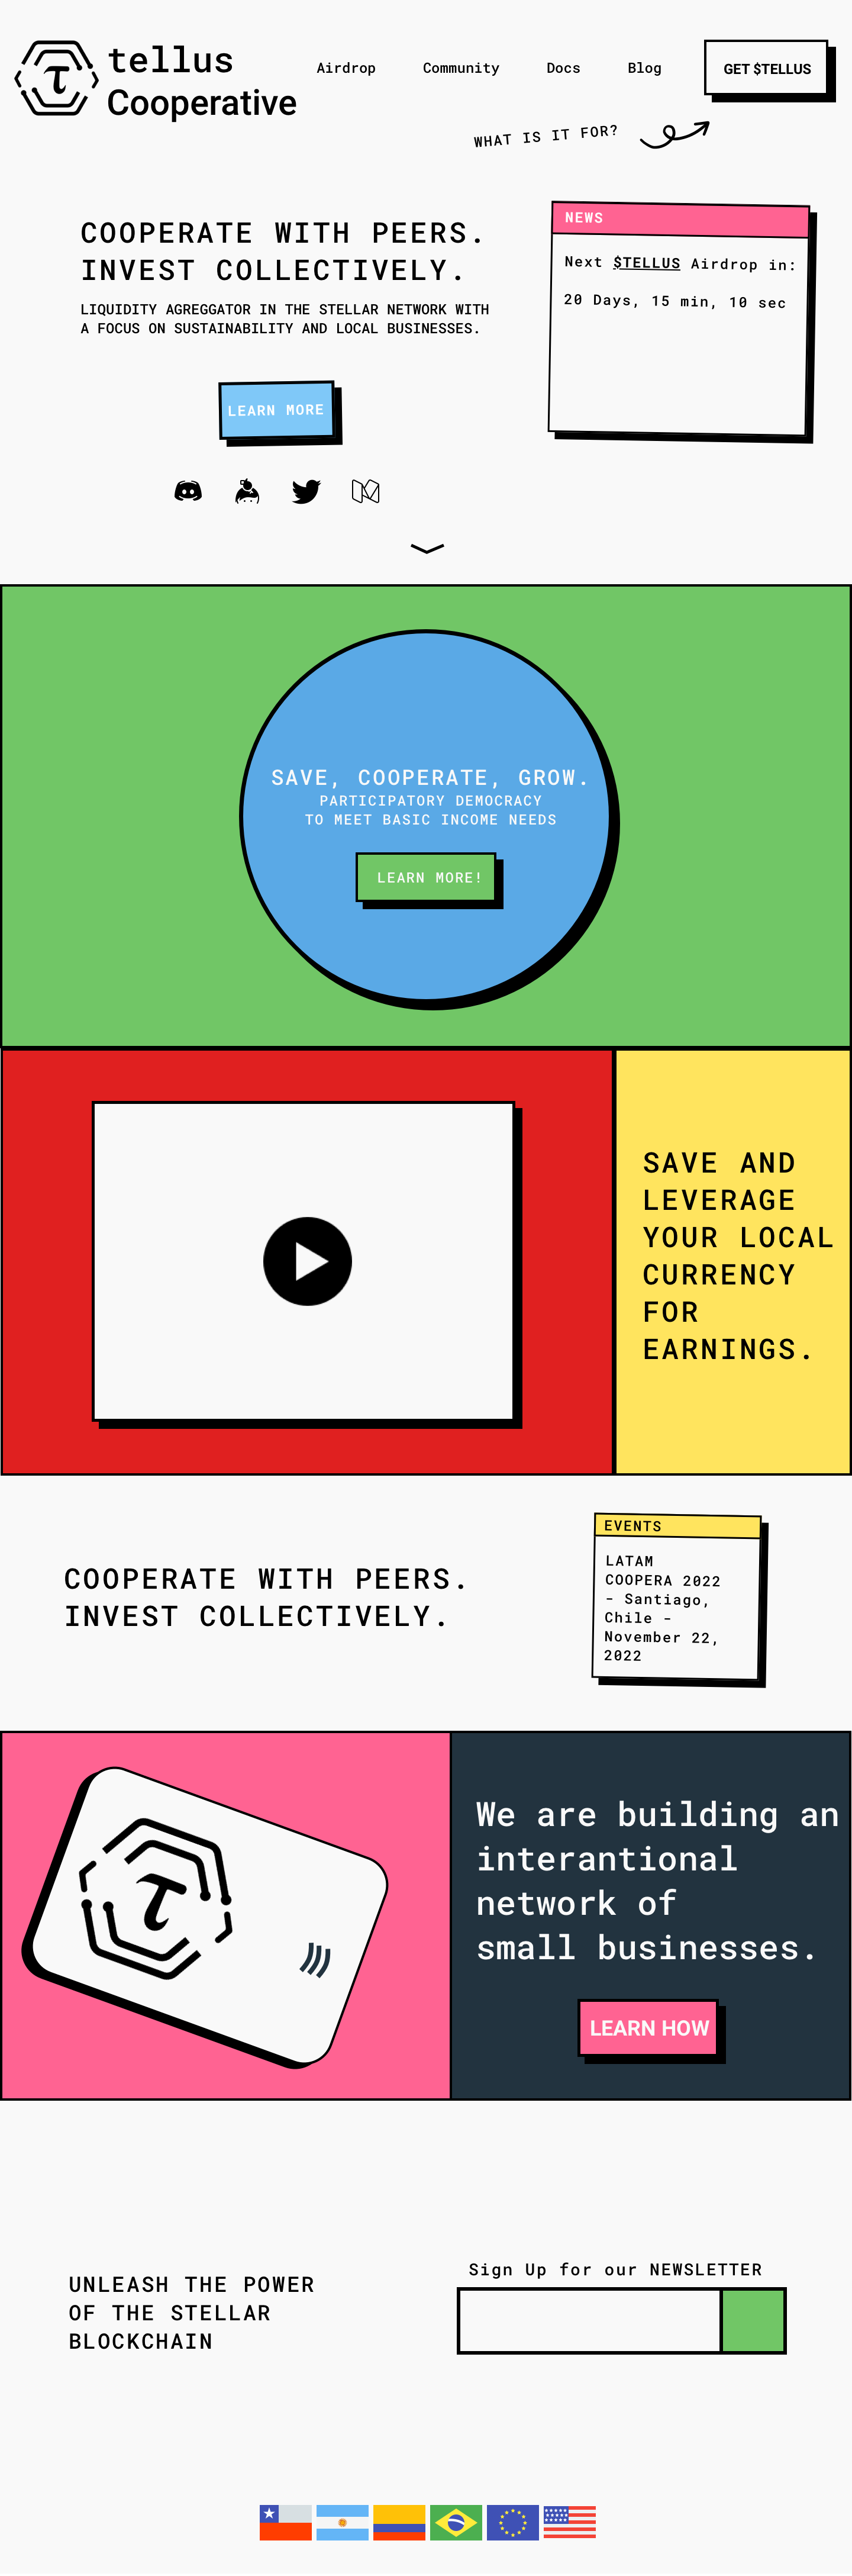 tellus
Cooperative
Airdrop
Community
Docs
Blog
GET $TELLUS
WHAT IS IT FOR?
COOPERATE WITH PEERS.
INVEST COLLECTIVELY.
LIQUIDITY AGREGGATOR IN THE STELLAR NETWORK WITH
A FOCUS ON SUSTAINABILITY AND LOCAL BUSINESSES.
LEARN MORE
NEWS
Next $TELLUS Airdrop in:
20 Days, 15 min, 10 sec
SAVE, COOPERATE, GROW.
PARTICIPATORY DEMOCRACY
TO MEET BASIC INCOME NEEDS
LEARN MORE!
SAVE AND
LEVERAGE
YOUR LOCAL
CURRENCY
FOR
EARNINGS.
COOPERATE WITH PEERS.
INVEST COLLECTIVELY.
EVENTS
LATAM
COOPERA 2022
- Santiago,
Chile -
November 22,
2022
We are building an
interantional
network of
small businesses.
LEARN HOW
UNLEASH THE POWER
OF THE STELLAR
BLOCKCHAIN
Sign Up for our NEWSLETTER